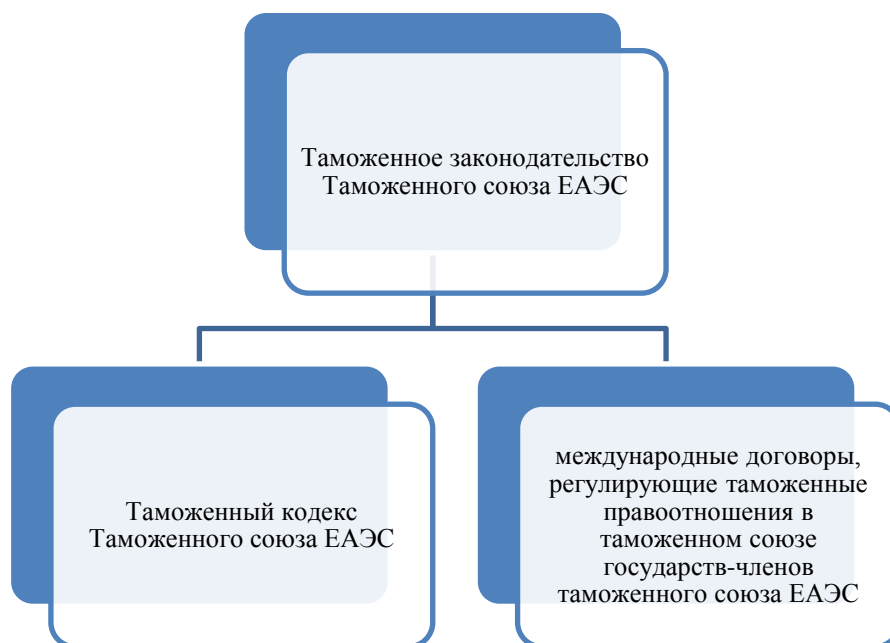 Таможенное законодательство
Таможенного союза ЕАЭС
Таможенный кодекс
Таможенного союза ЕАЭС
международные договоры,
регулирующие таможенные
правоотношения в
таможенном союзе
государств-членов
таможенного союза ЕАЭС